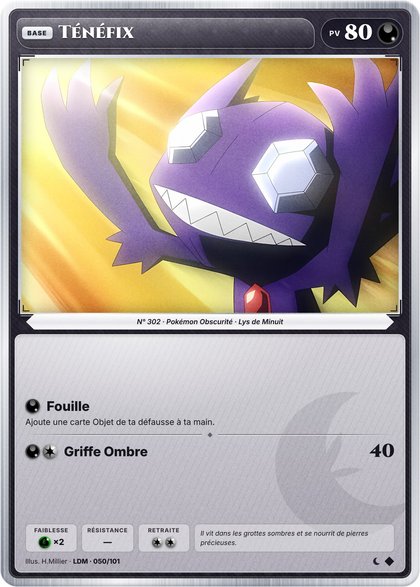 BASE TÉNÉFIX PV 80
N° 302 · Pokémon Obscurité · Lys de Minuit
Fouille
Ajoute une carte Objet de ta défausse à ta main.
Griffe Ombre 40
FAIBLESSE RÉSISTANCE RETRAITE
×2 —
Il vit dans les grottes sombres et se nourrit de pierres
précieuses.
Illus. H.Millier · LDM · 050/101